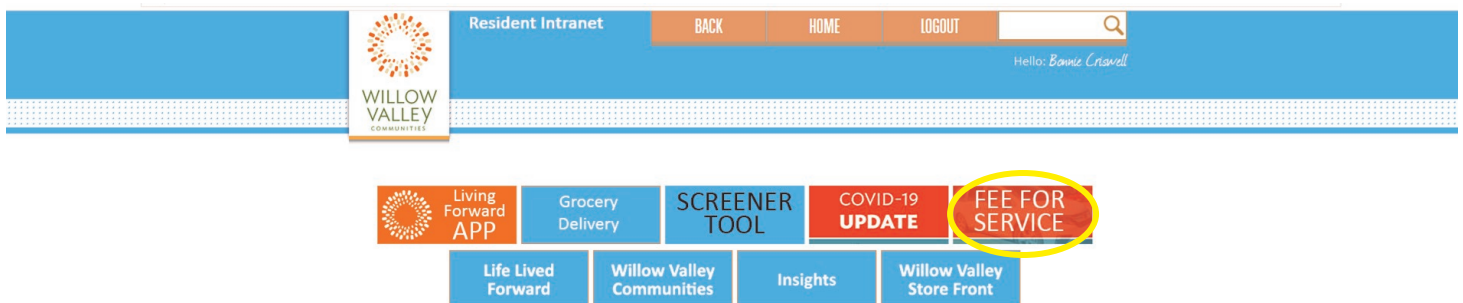 Resident Intranet
BACK
HOME
LOGOUT
Hello: Bonnie Criswell
WILLOW
VALLEY
COMMUNITIES
Living
Forward
APP
Grocery
Delivery
SCREENER
TOOL
COVID-19
UPDATE
FEE FOR
SERVICE
Life Lived
Forward
Willow Valley
Communities
Insights
Willow Valley
Store Front